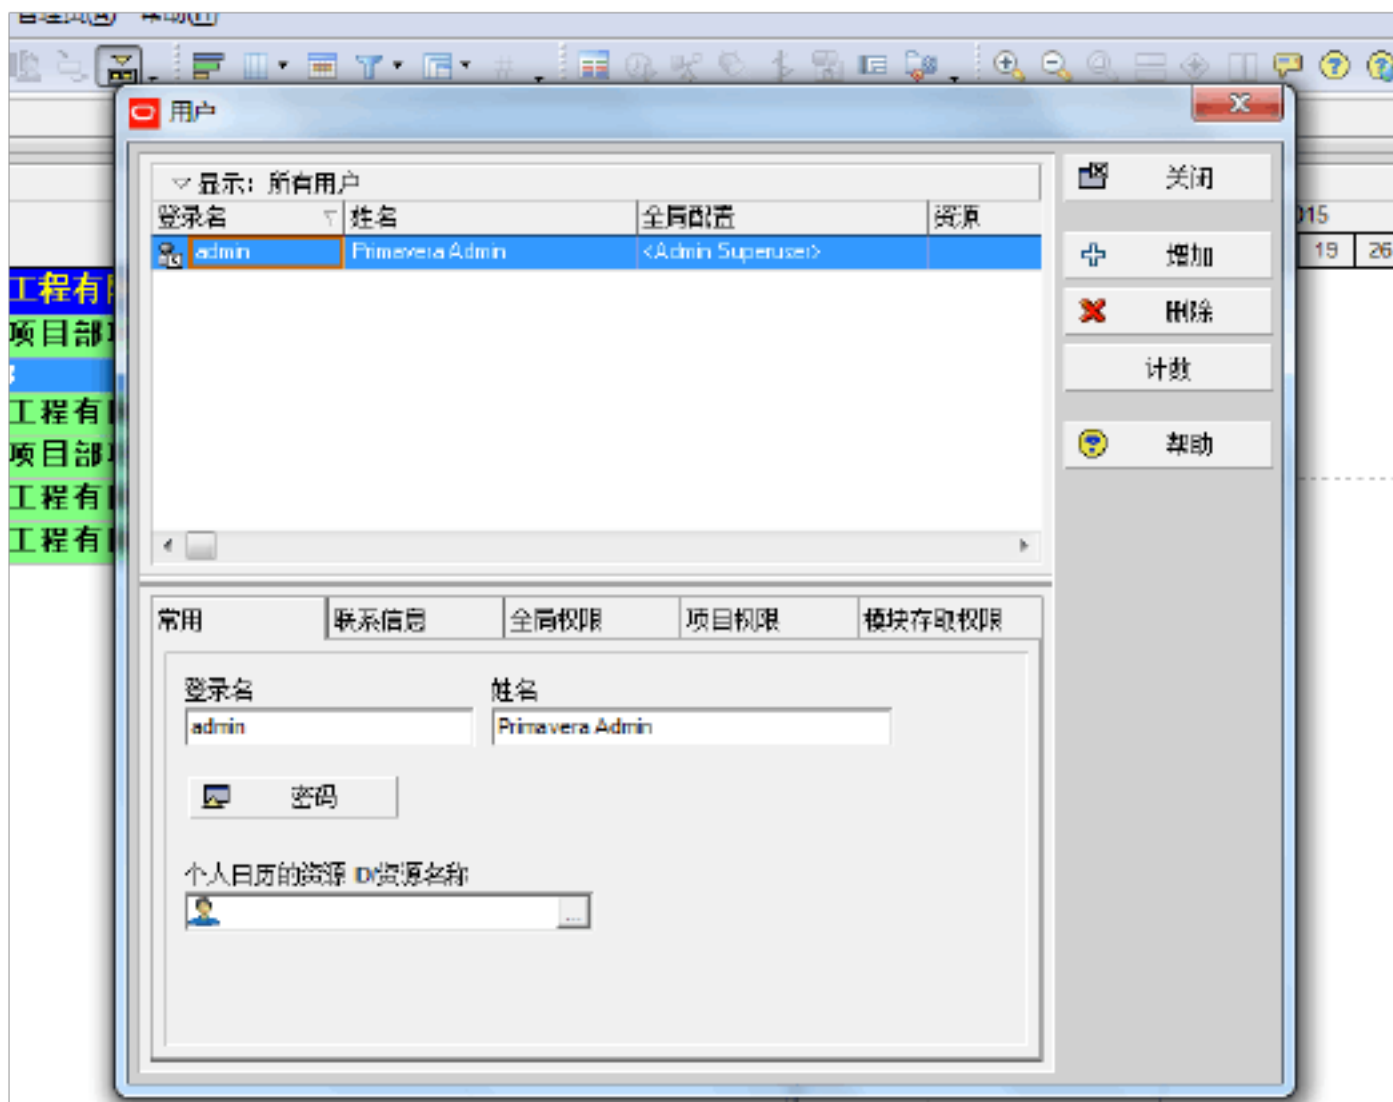 管理员(A) 帮助(H)
用户
显示: 所有用户
登录名 姓名 全局配置 资源
admin Primavera Admin <Admin Superuser>
关闭
增加
删除
计数
帮助
015
19 26
工程有
项目部
工程有
项目部
工程有
工程有
常用 联系信息 全局权限 项目权限 模块存取权限
登录名 姓名
admin Primavera Admin
密码
个人日历的资源 ID/资源名称
...